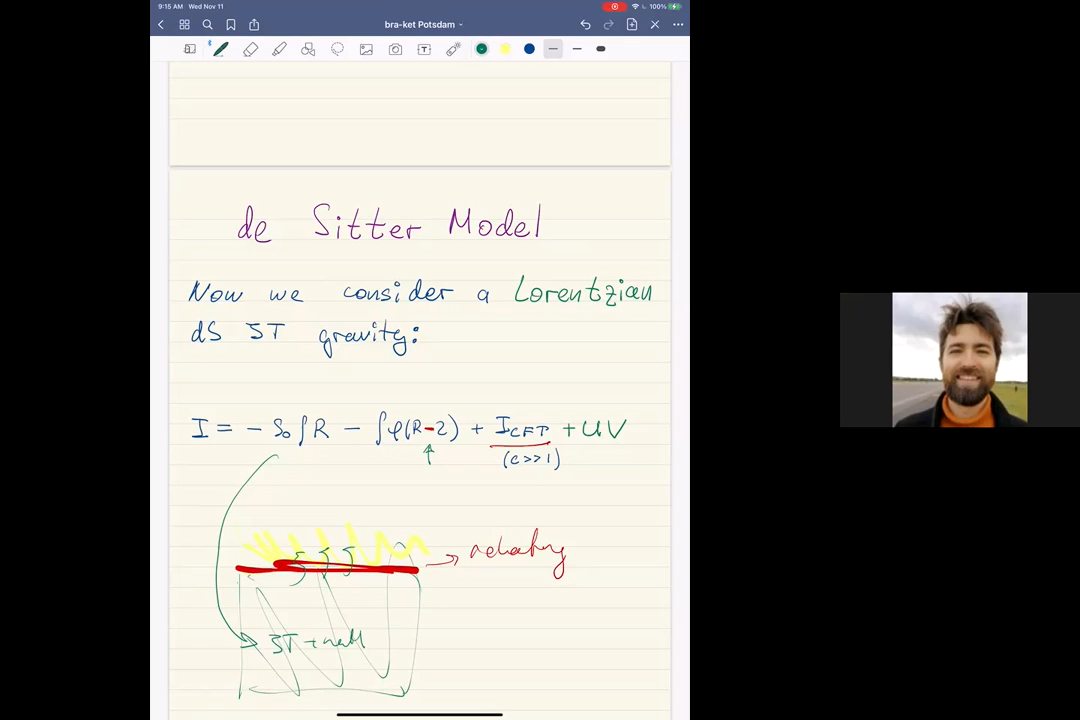 9:15 AM Wed Nov 11
100%
bra-ket Potsdam
de Sitter Model
Now we consider a Lorentzian
dS JT gravity:
I = - S₀∫R - ∫φ(R-2) + I_CFT + UV
(c>>1)
reheating
JT + matt